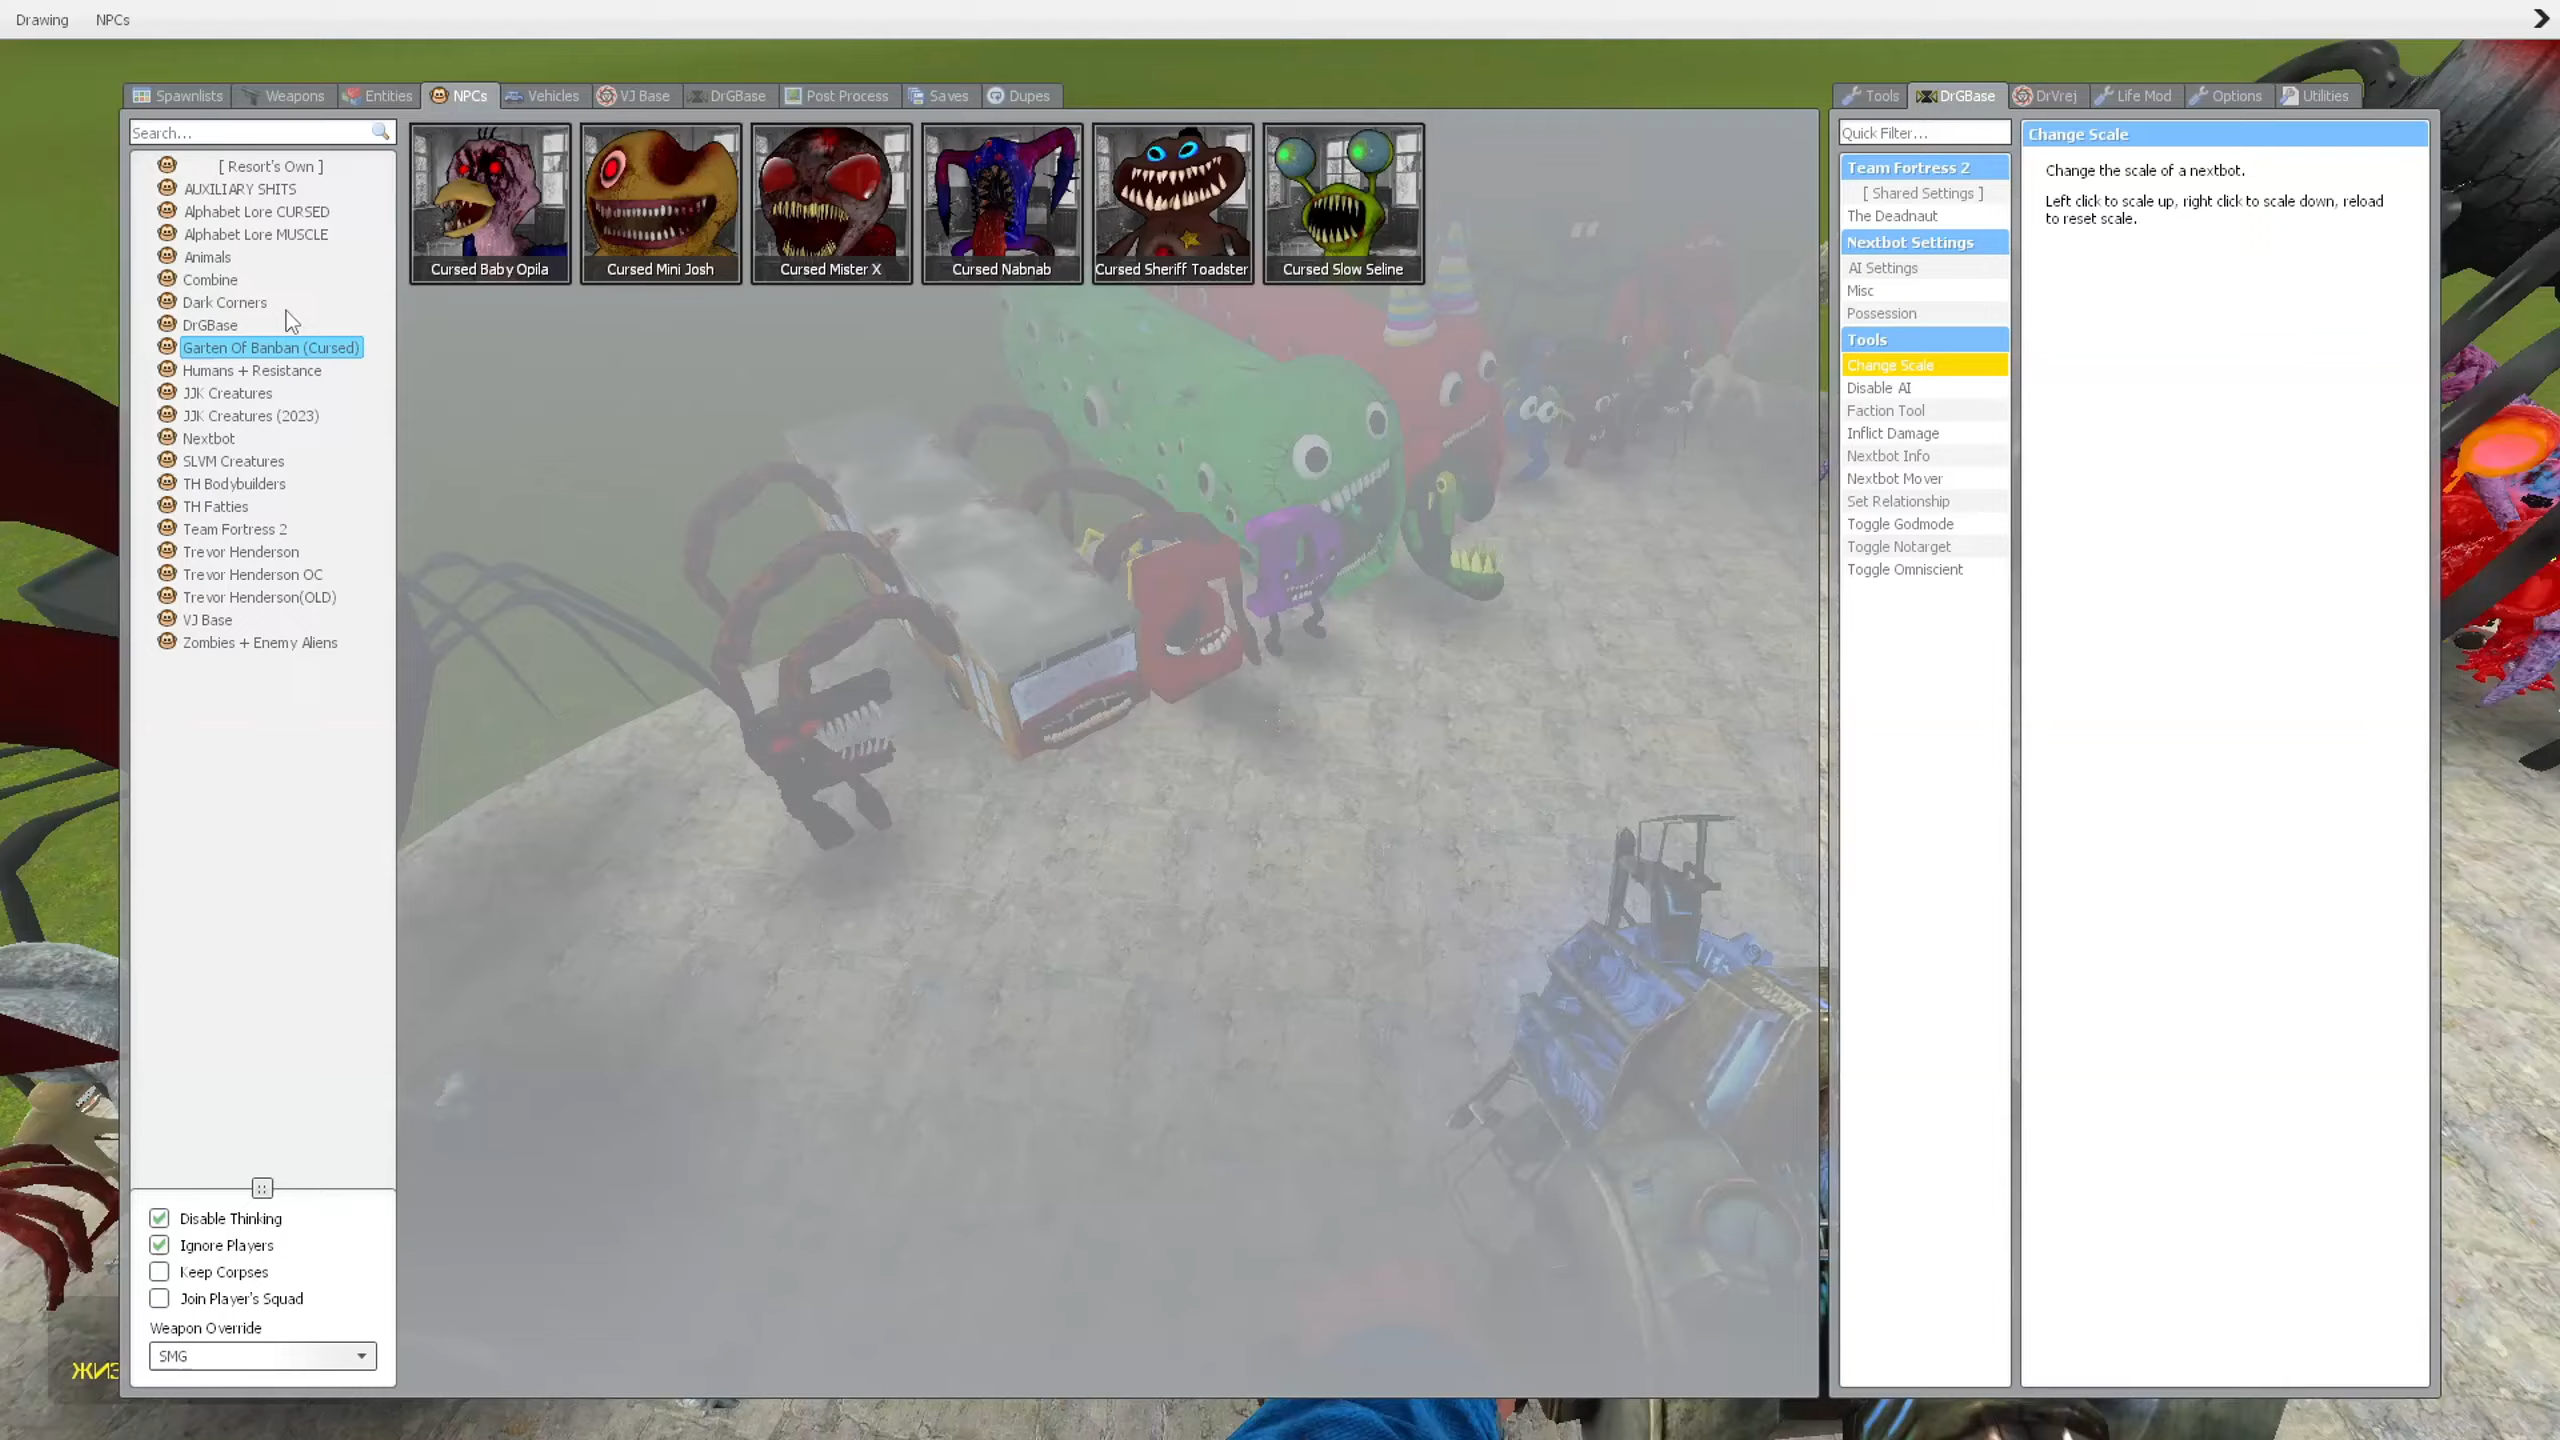 Drawing NPCs
Spawnlists Weapons Entities NPCs Vehicles VJ Base DrGBase Post Process Saves Dupes
Search...
[ Resort's Own ]
AUXILIARY SHITS
Alphabet Lore CURSED
Alphabet Lore MUSCLE
Animals
Combine
Dark Corners
DrGBase
Garten Of Banban (Cursed)
Humans + Resistance
JJK Creatures
JJK Creatures (2023)
Nextbot
SLVM Creatures
TH Bodybuilders
TH Fatties
Team Fortress 2
Trevor Henderson
Trevor Henderson OC
Trevor Henderson(OLD)
VJ Base
Zombies + Enemy Aliens
Disable Thinking
Ignore Players
Keep Corpses
Join Player's Squad
Weapon Override
SMG
Cursed Baby Opila
Cursed Mini Josh
Cursed Mister X
Cursed Nabnab
Cursed Sheriff Toadster
Cursed Slow Seline
Tools DrGBase DrVrej Life Mod Options Utilities
Quick Filter...
Team Fortress 2
[ Shared Settings ]
The Deadnaut
Nextbot Settings
AI Settings
Misc
Possession
Tools
Change Scale
Disable AI
Faction Tool
Inflict Damage
Nextbot Info
Nextbot Mover
Set Relationship
Toggle Godmode
Toggle Notarget
Toggle Omniscient
Change Scale
Change the scale of a nextbot.
Left click to scale up, right click to scale down, reload
to reset scale.